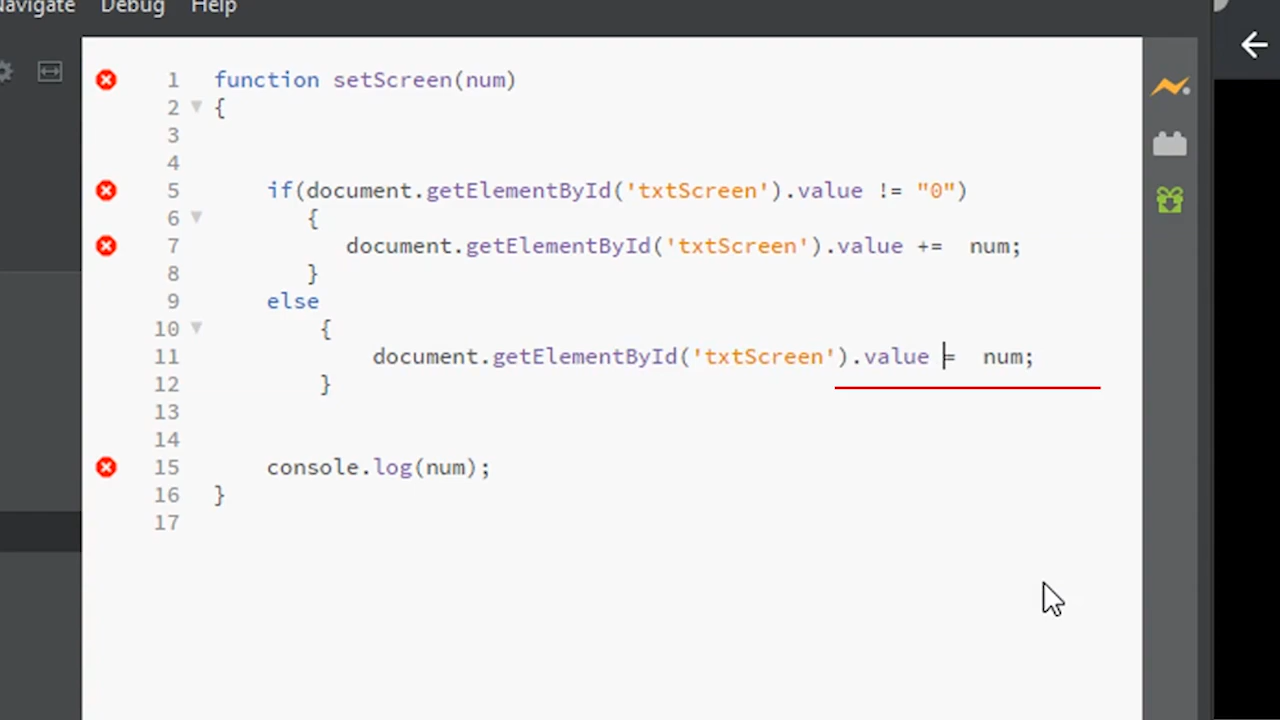 Navigate Debug Help
1 function setScreen(num)
2 {
3
4
5 if(document.getElementById('txtScreen').value != "0")
6 {
7 document.getElementById('txtScreen').value += num;
8 }
9 else
10 {
11 document.getElementById('txtScreen').value = num;
12 }
13
14
15 console.log(num);
16 }
17